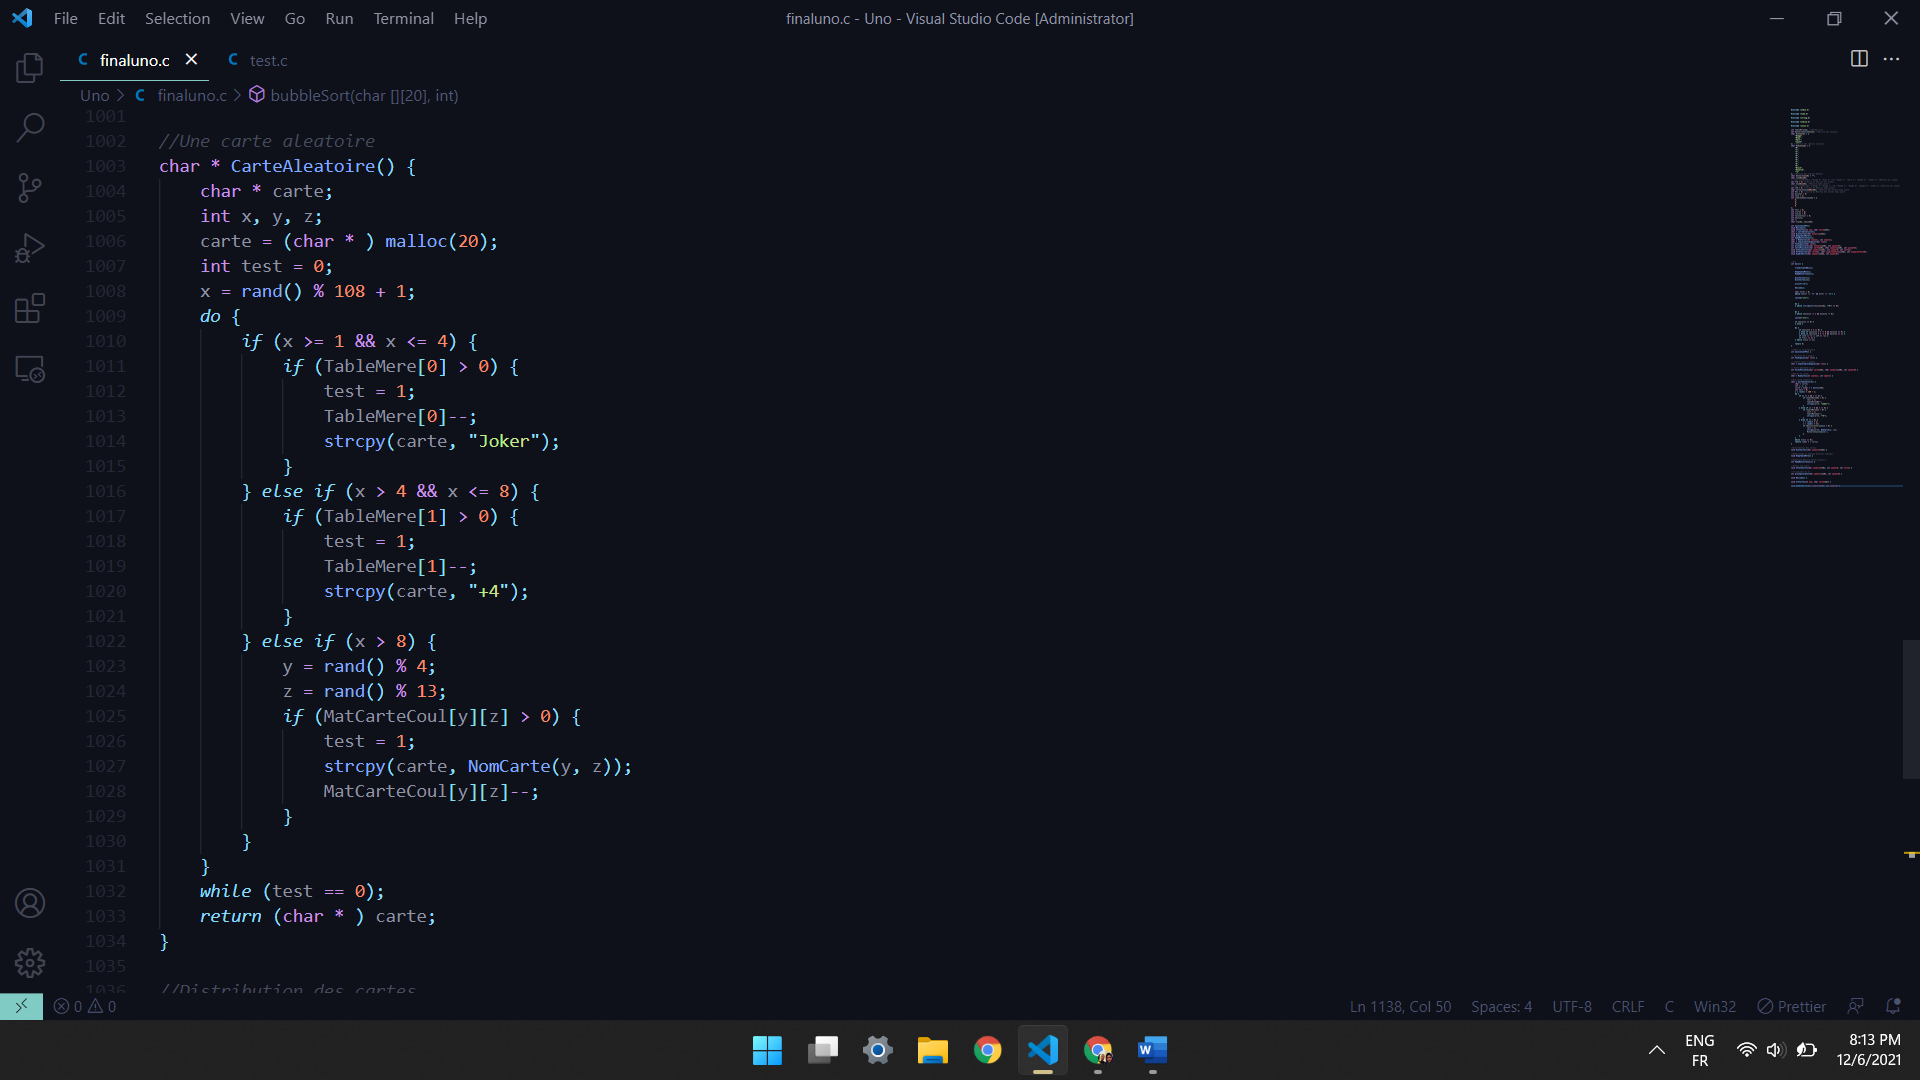 File Edit Selection View Go Run Terminal Help
finaluno.c - Uno - Visual Studio Code [Administrator]
C finaluno.c
C test.c
Uno > C finaluno.c > bubbleSort(char [][20], int)
1001
1002 //Une carte aleatoire
1003 char * CarteAleatoire() {
1004 char * carte;
1005 int x, y, z;
1006 carte = (char * ) malloc(20);
1007 int test = 0;
1008 x = rand() % 108 + 1;
1009 do {
1010 if (x >= 1 && x <= 4) {
1011 if (TableMere[0] > 0) {
1012 test = 1;
1013 TableMere[0]--;
1014 strcpy(carte, "Joker");
1015 }
1016 } else if (x > 4 && x <= 8) {
1017 if (TableMere[1] > 0) {
1018 test = 1;
1019 TableMere[1]--;
1020 strcpy(carte, "+4");
1021 }
1022 } else if (x > 8) {
1023 y = rand() % 4;
1024 z = rand() % 13;
1025 if (MatCarteCoul[y][z] > 0) {
1026 test = 1;
1027 strcpy(carte, NomCarte(y, z));
1028 MatCarteCoul[y][z]--;
1029 }
1030 }
1031 }
1032 while (test == 0);
1033 return (char * ) carte;
1034 }
1035
1036 //Distribution des cartes
0 0
Ln 1138, Col 50 Spaces: 4 UTF-8 CRLF C Win32 Prettier
W
ENG
FR
8:13 PM
12/6/2021